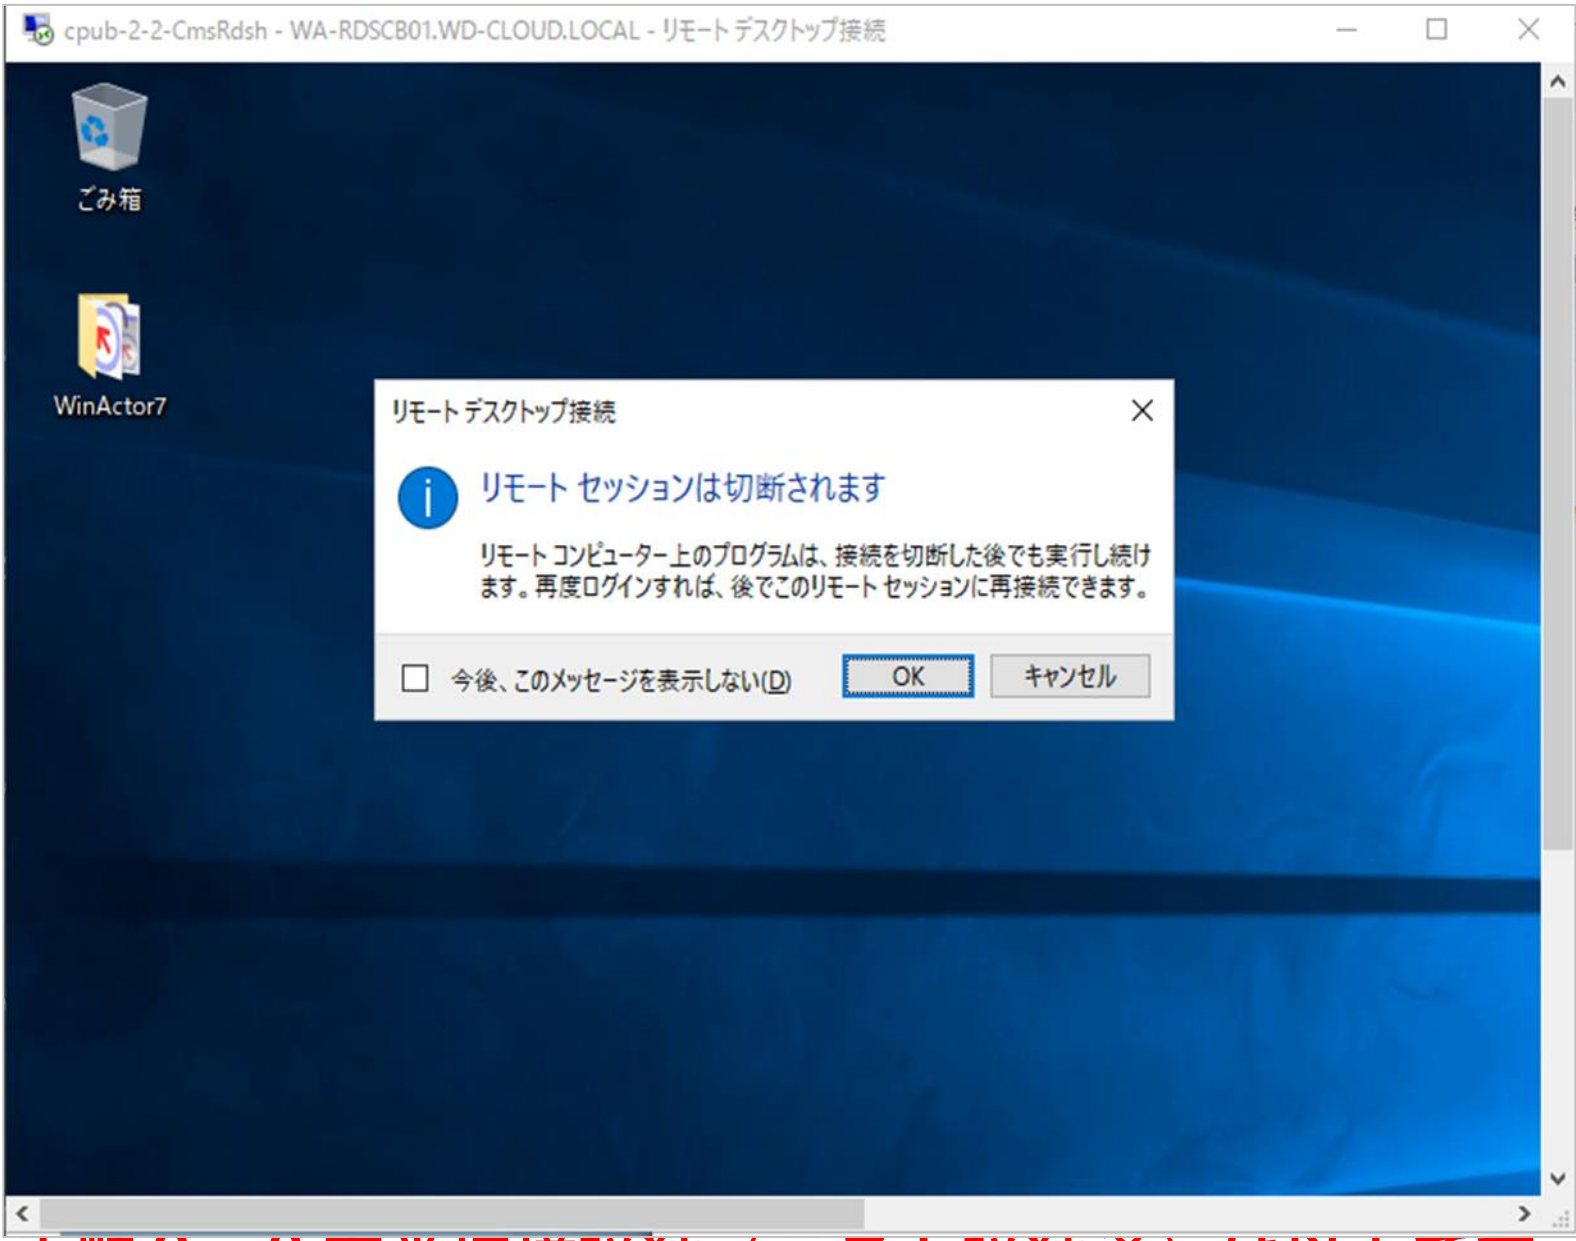 cpub-2-2-CmsRdsh - WA-RDSCB01.WD-CLOUD.LOCAL - リモート デスクトップ接続
ごみ箱
WinActor7
リモート デスクトップ接続
リモート セッションは切断されます
リモート コンピューター上のプログラムは、接続を切断した後でも実行し続け
ます。再度ログインすれば、後でこのリモート セッションに再接続できます。
今後、このメッセージを表示しない(D)
OK
キャンセル